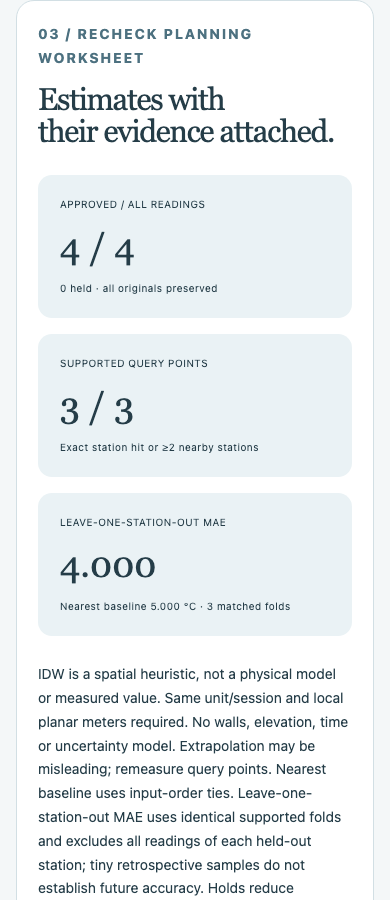 03 / RECHECK PLANNING
WORKSHEET
Estimates with
their evidence attached.
APPROVED / ALL READINGS
4 / 4
0 held · all originals preserved
SUPPORTED QUERY POINTS
3 / 3
Exact station hit or ≥2 nearby stations
LEAVE-ONE-STATION-OUT MAE
4.000
Nearest baseline 5.000 °C · 3 matched folds
IDW is a spatial heuristic, not a physical model
or measured value. Same unit/session and local
planar meters required. No walls, elevation, time
or uncertainty model. Extrapolation may be
misleading; remeasure query points. Nearest
baseline uses input-order ties. Leave-one-
station-out MAE uses identical supported folds
and excludes all readings of each held-out
station; tiny retrospective samples do not
establish future accuracy. Holds reduce